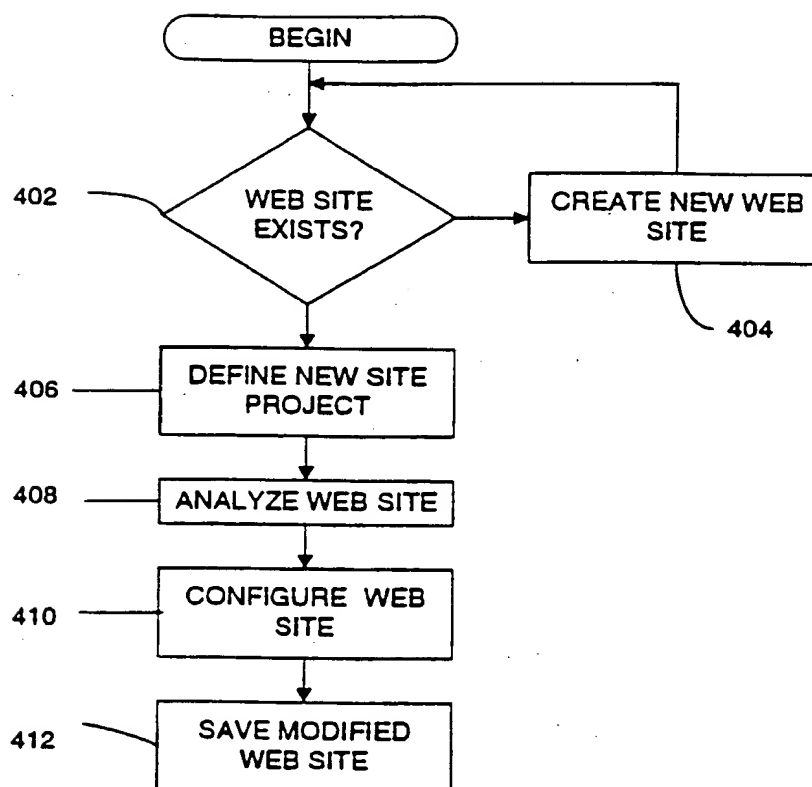 BEGIN
402
WEB SITE
EXISTS?
CREATE NEW WEB
SITE
404
406
DEFINE NEW SITE
PROJECT
408
ANALYZE WEB SITE
410
CONFIGURE WEB
SITE
412
SAVE MODIFIED
WEB SITE